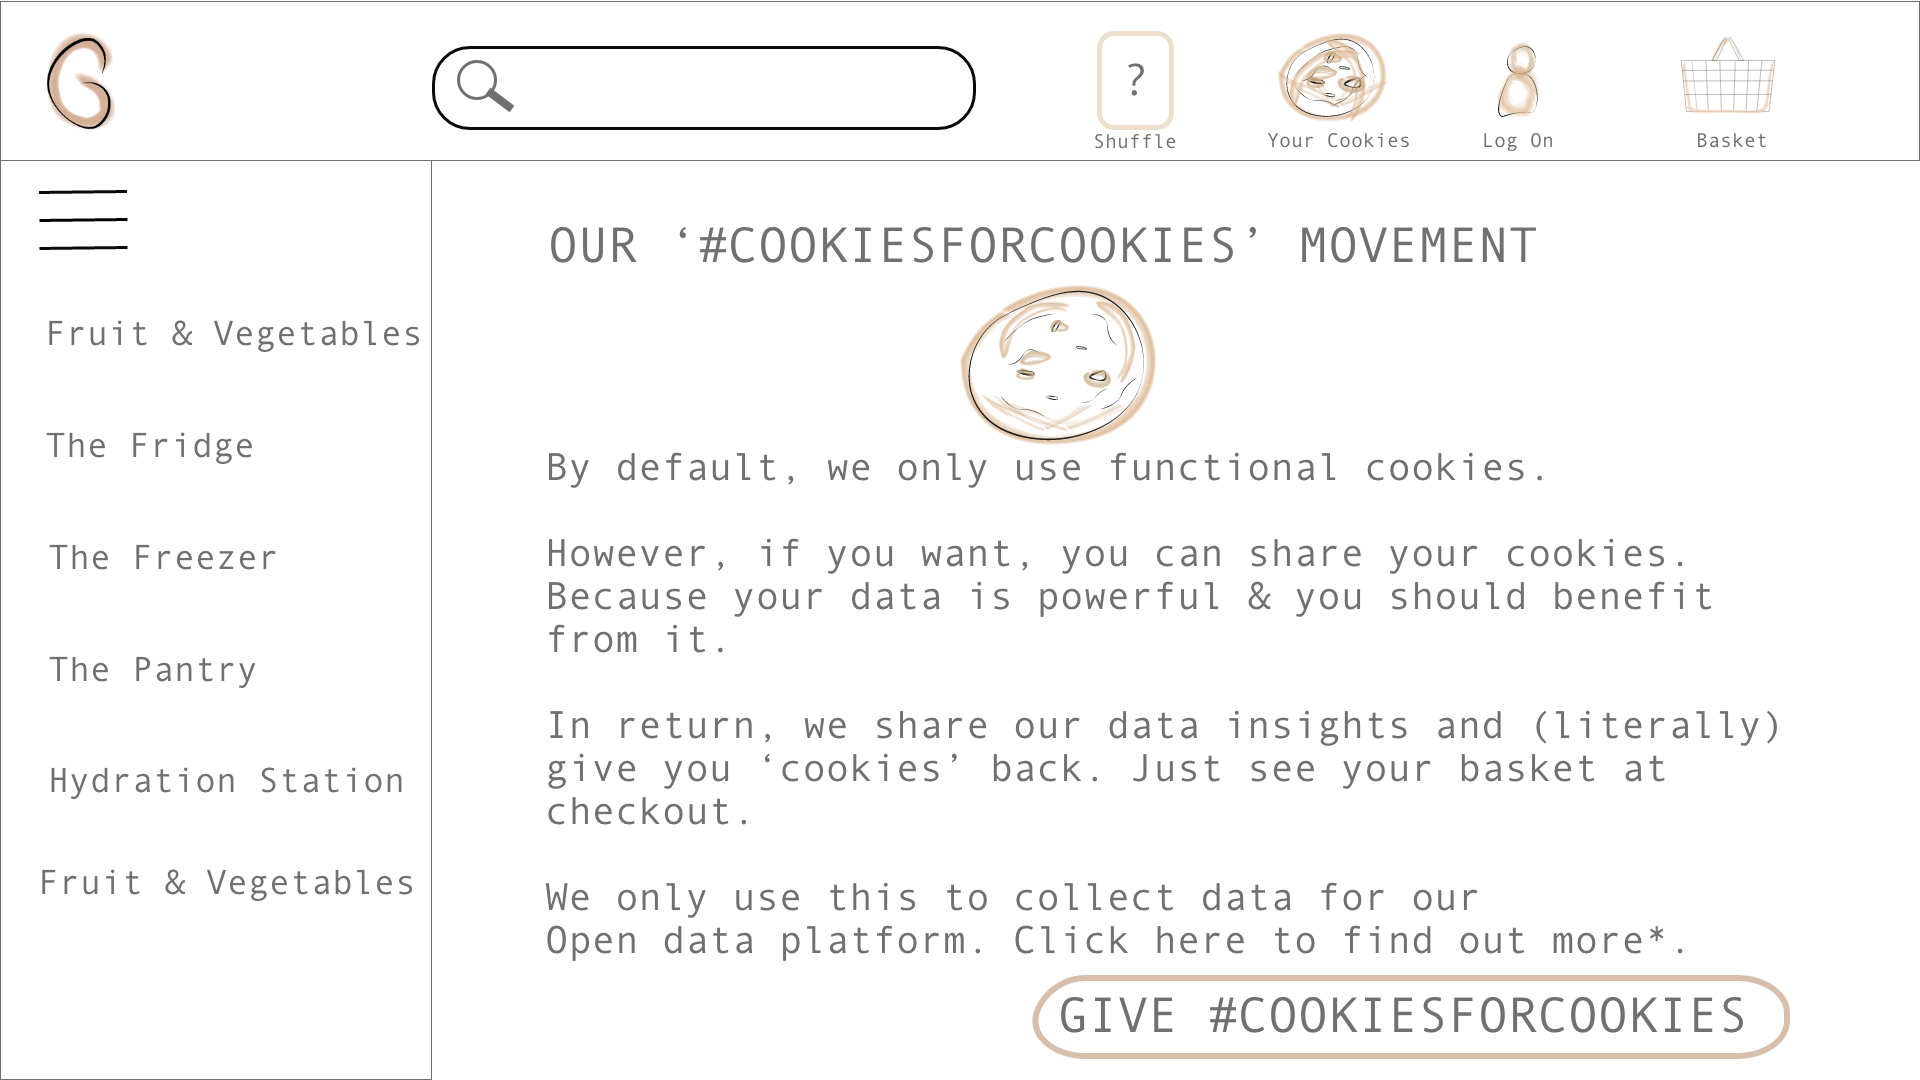 G
?
Shuffle
Your Cookies
Log On
Basket
Fruit & Vegetables
The Fridge
The Freezer
The Pantry
Hydration Station
Fruit & Vegetables
OUR ‘#COOKIESFORCOOKIES’ MOVEMENT
By default, we only use functional cookies.
However, if you want, you can share your cookies.
Because your data is powerful & you should benefit
from it.
In return, we share our data insights and (literally)
give you ‘cookies’ back. Just see your basket at
checkout.
We only use this to collect data for our
Open data platform. Click here to find out more*.
GIVE #COOKIESFORCOOKIES